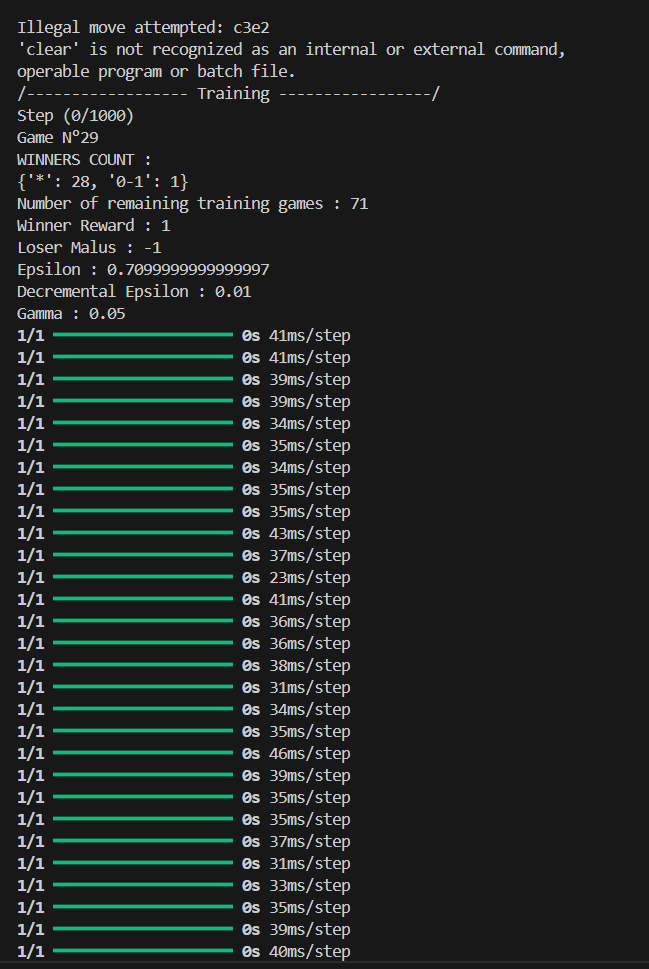 Illegal move attempted: c3e2
'clear' is not recognized as an internal or external command,
operable program or batch file.
/------------------ Training -----------------/
Step (0/1000)
Game N°29
WINNERS COUNT :
{'*': 28, '0-1': 1}
Number of remaining training games : 71
Winner Reward : 1
Loser Malus : -1
Epsilon : 0.7099999999999997
Decremental Epsilon : 0.01
Gamma : 0.05
1/1 0s 41ms/step
1/1 0s 41ms/step
1/1 0s 39ms/step
1/1 0s 39ms/step
1/1 0s 34ms/step
1/1 0s 35ms/step
1/1 0s 34ms/step
1/1 0s 35ms/step
1/1 0s 35ms/step
1/1 0s 43ms/step
1/1 0s 37ms/step
1/1 0s 23ms/step
1/1 0s 41ms/step
1/1 0s 36ms/step
1/1 0s 36ms/step
1/1 0s 38ms/step
1/1 0s 31ms/step
1/1 0s 34ms/step
1/1 0s 35ms/step
1/1 0s 46ms/step
1/1 0s 39ms/step
1/1 0s 35ms/step
1/1 0s 35ms/step
1/1 0s 37ms/step
1/1 0s 31ms/step
1/1 0s 33ms/step
1/1 0s 35ms/step
1/1 0s 39ms/step
1/1 0s 40ms/step